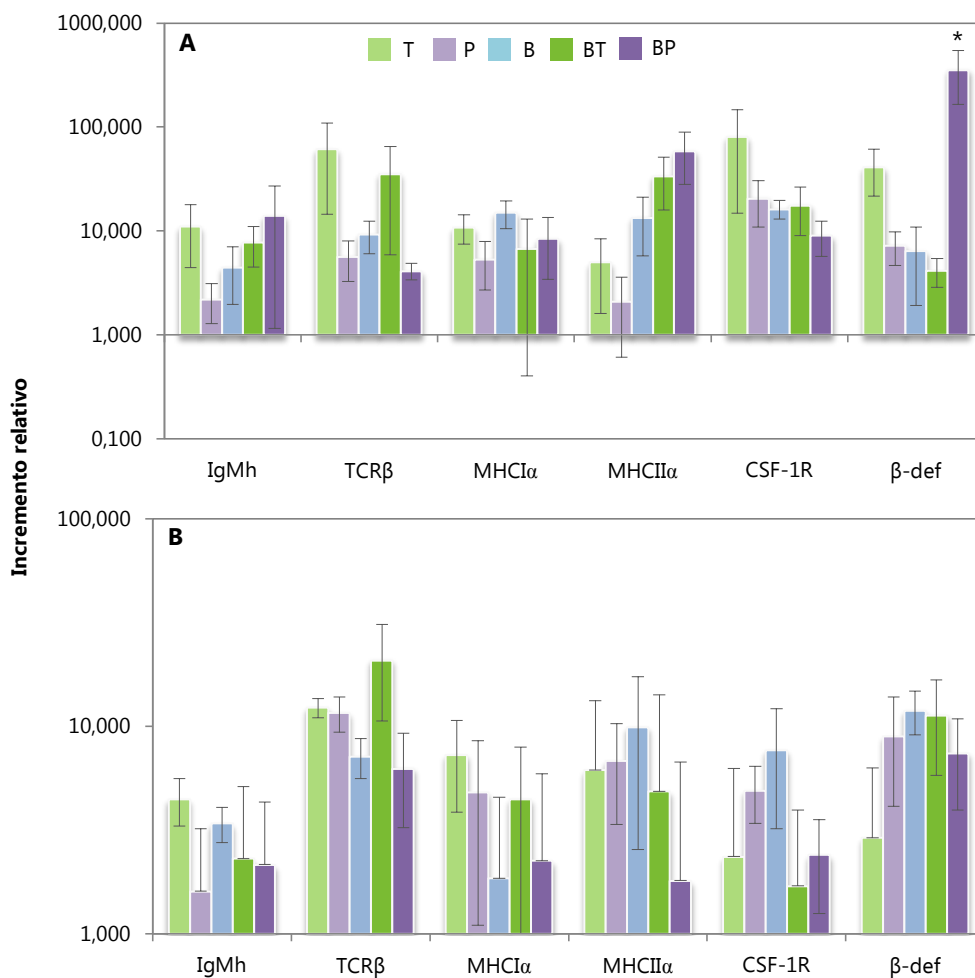 Incremento relativo
A
T P B BT BP
*
1000,000
100,000
10,000
1,000
0,100
IgMh TCRβ MHCIα MHCIIα CSF-1R β-def
B
100,000
10,000
1,000
IgMh TCRβ MHCIα MHCIIα CSF-1R β-def